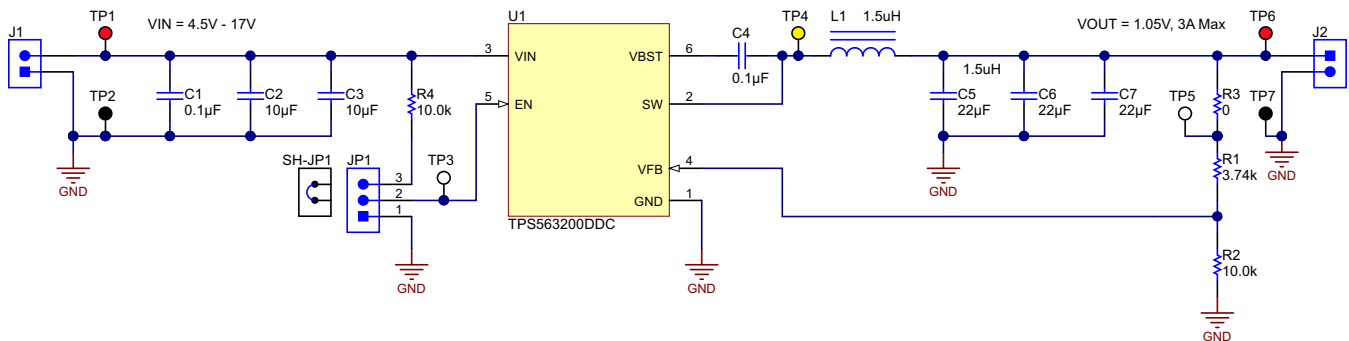 J1
TP1
VIN = 4.5V - 17V
TP2
C1
0.1µF
C2
10µF
C3
10µF
R4
10.0k
GND
SH-JP1
JP1
3
2
1
TP3
GND
U1
3
VIN
5
EN
VBST
6
SW
2
VFB
4
GND
1
TPS563200DDC
GND
C4
0.1µF
TP4
L1
1.5uH
1.5uH
C5
22µF
C6
22µF
C7
22µF
GND
VOUT = 1.05V, 3A Max
TP6
J2
R3
0
TP5
TP7
GND
R1
3.74k
R2
10.0k
GND